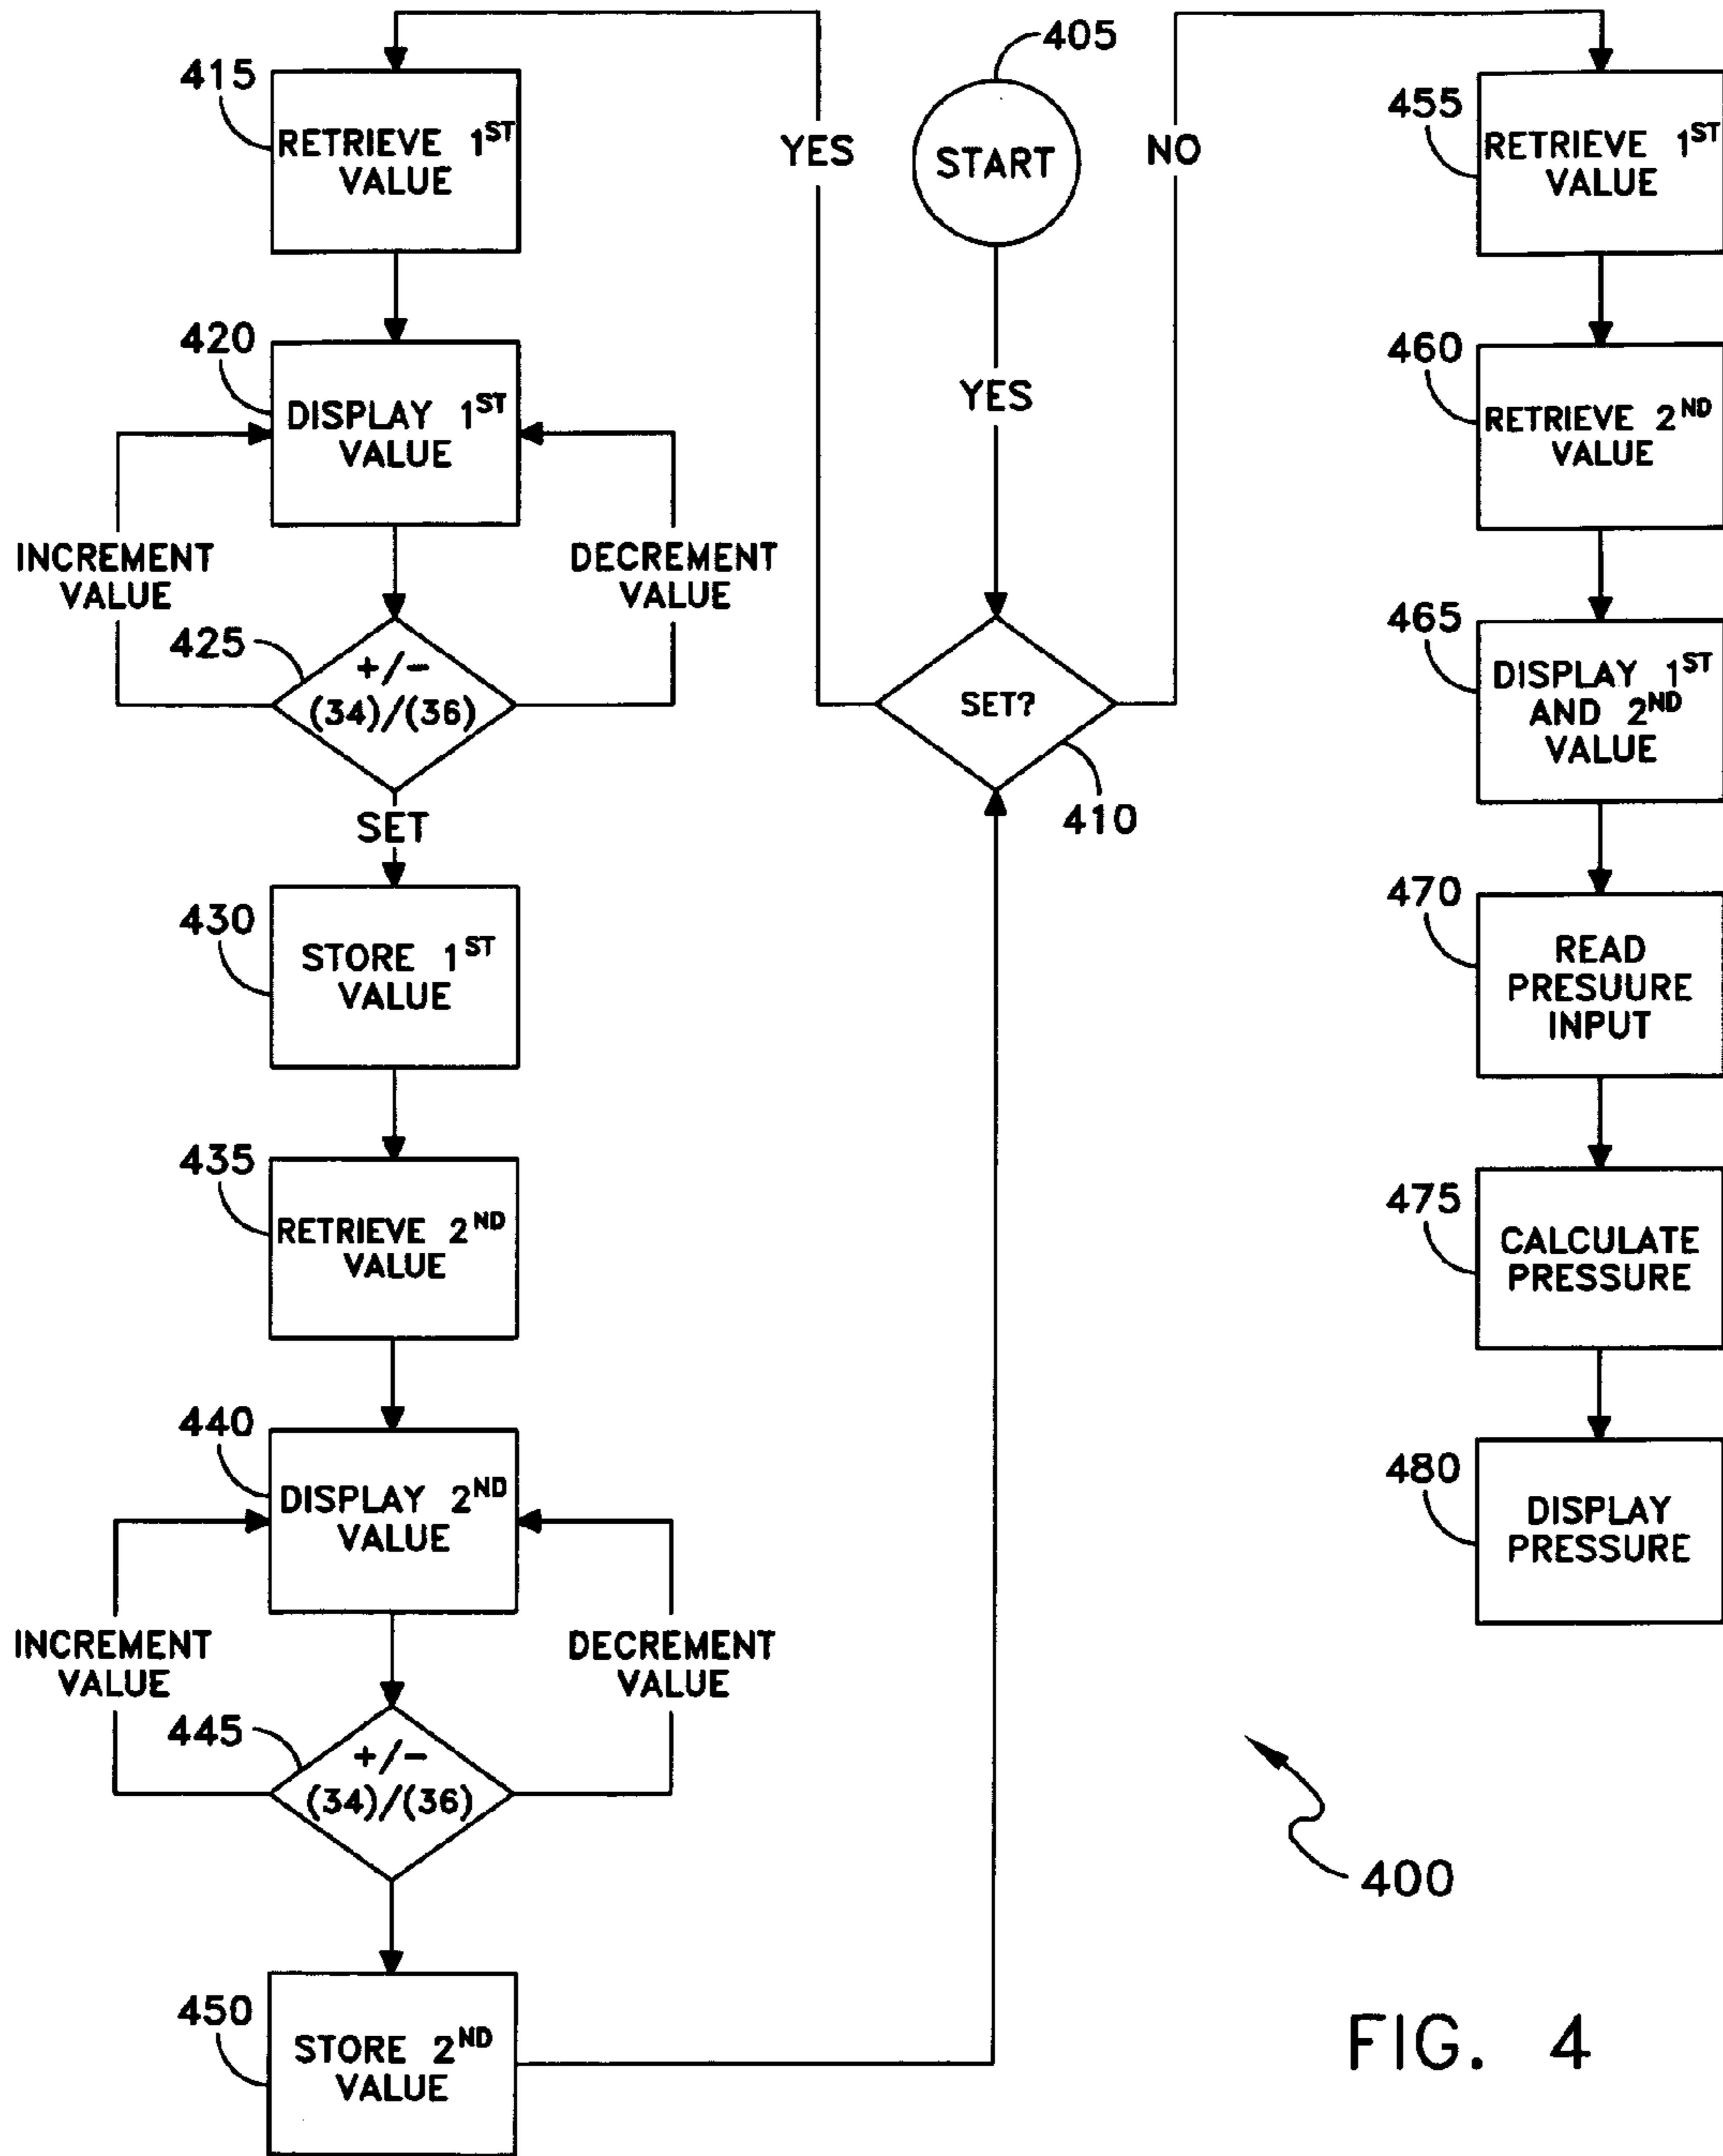 405
START
YES
SET?
410
YES
NO
415
RETRIEVE 1ST
VALUE
420
DISPLAY 1ST
VALUE
INCREMENT
VALUE
DECREMENT
VALUE
425
+/-
(34)/(36)
SET
430
STORE 1ST
VALUE
435
RETRIEVE 2ND
VALUE
440
DISPLAY 2ND
VALUE
INCREMENT
VALUE
DECREMENT
VALUE
445
+/-
(34)/(36)
450
STORE 2ND
VALUE
455
RETRIEVE 1ST
VALUE
460
RETRIEVE 2ND
VALUE
465
DISPLAY 1ST
AND 2ND
VALUE
470
READ
PRESUURE
INPUT
475
CALCULATE
PRESSURE
480
DISPLAY
PRESSURE
400
FIG. 4